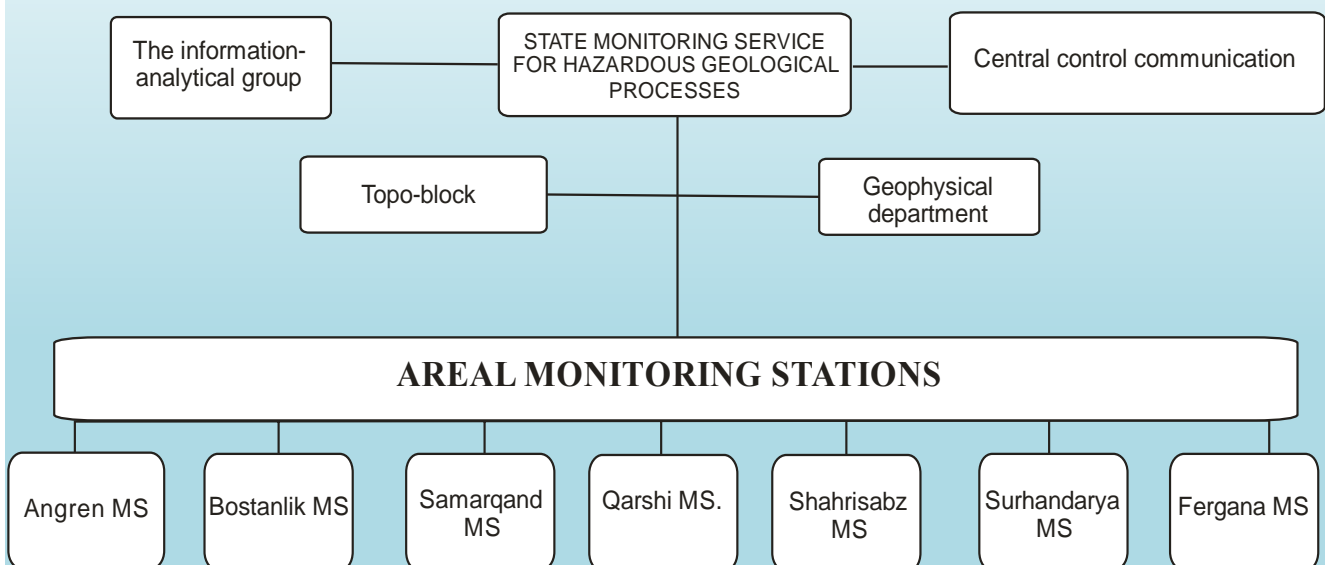 The information-
analytical group
STATE MONITORING SERVICE
FOR HAZARDOUS GEOLOGICAL
PROCESSES
Central control communication
Topo-block
Geophysical
department
AREAL MONITORING STATIONS
Angren MS
Bostanlik MS
Samarqand
MS
Qarshi MS.
Shahrisabz
MS
Surhandarya
MS
Fergana MS